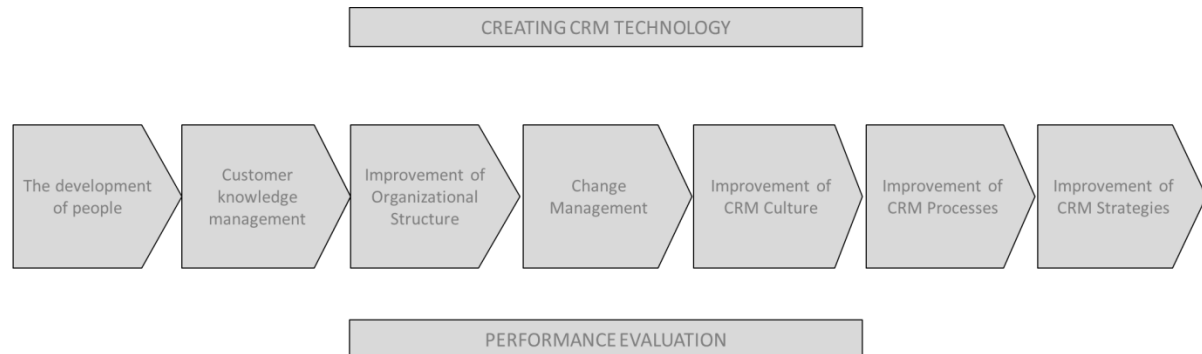 CREATING CRM TECHNOLOGY
The development
of people
Customer
knowledge
management
Improvement of
Organizational
Structure
Change
Management
Improvement of
CRM Culture
Improvement of
CRM Processes
Improvement of
CRM Strategies
PERFORMANCE EVALUATION